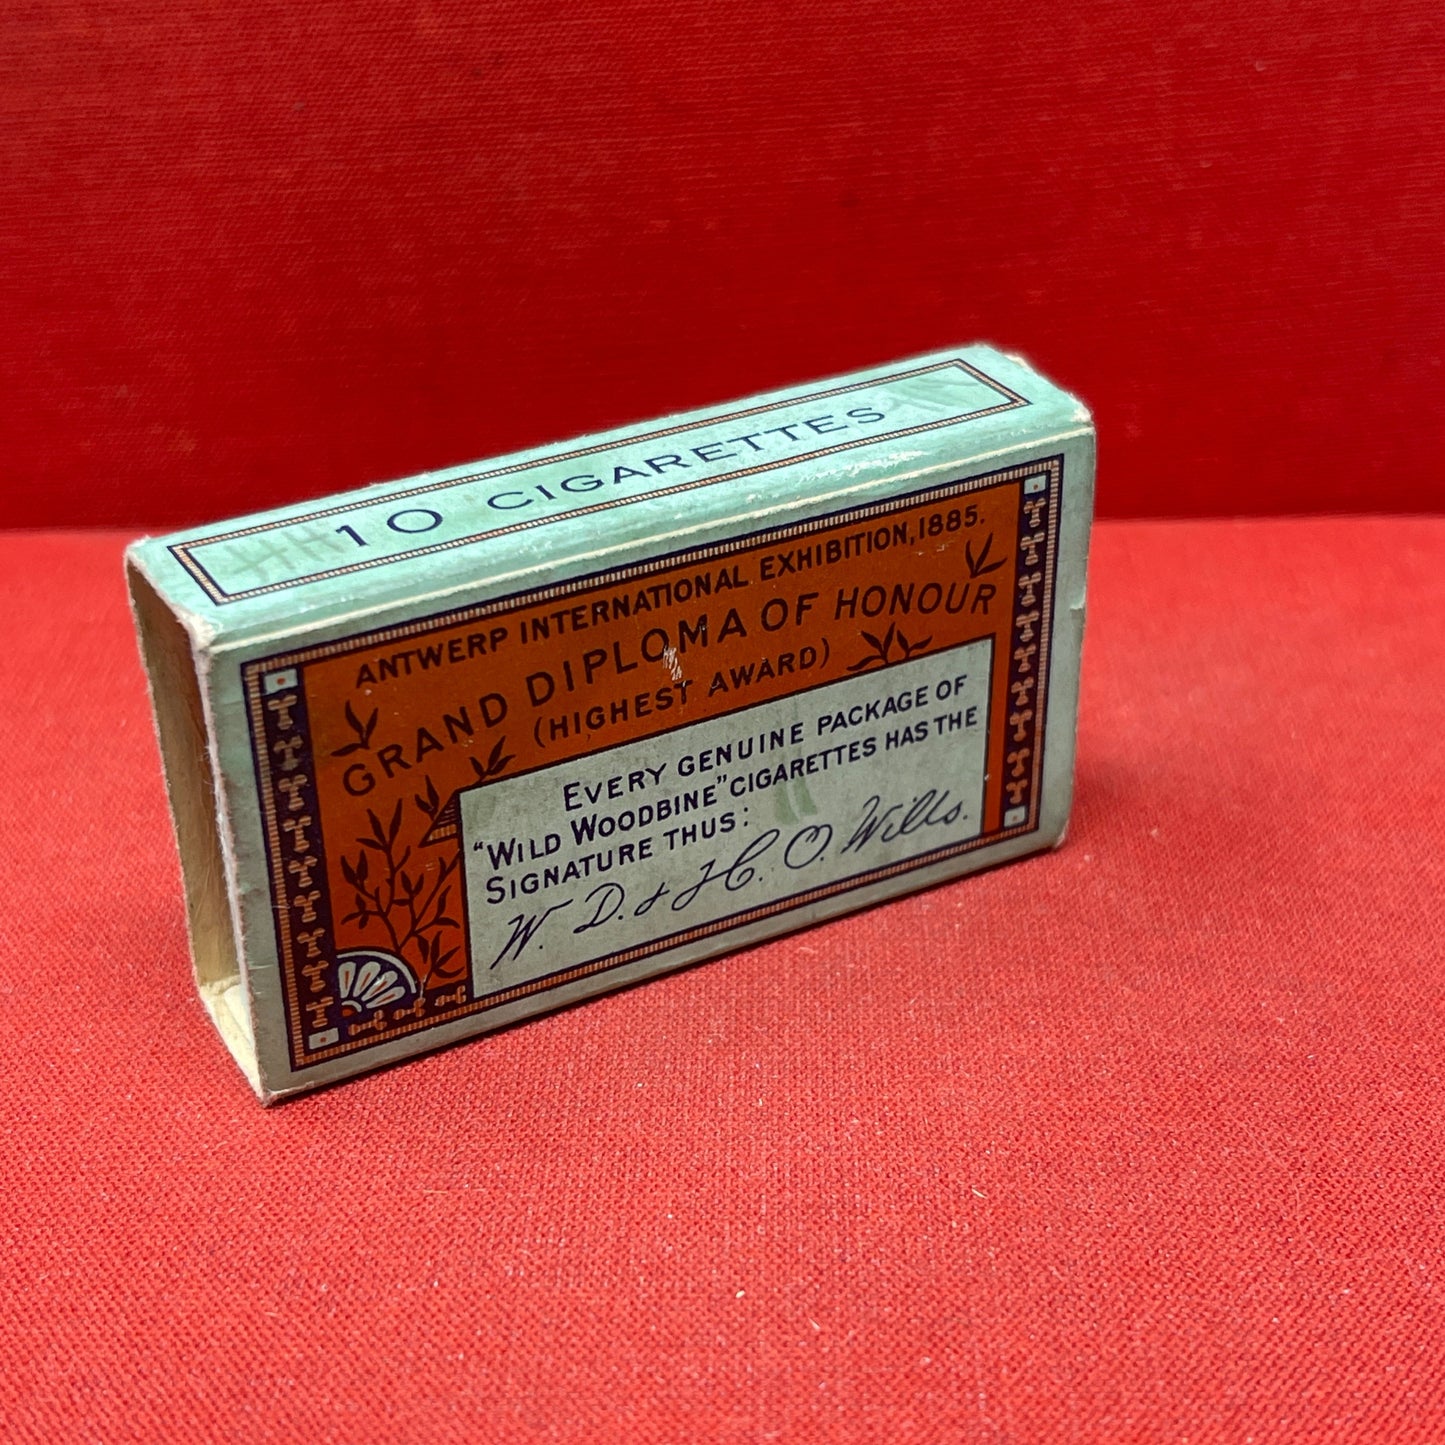 10 CIGARETTES
ANTWERP INTERNATIONAL EXHIBITION, 1885.
GRAND DIPLOMA OF HONOUR
(HIGHEST AWARD)
EVERY GENUINE PACKAGE OF
"WILD WOODBINE" CIGARETTES HAS THE
SIGNATURE THUS:
W. D. & H. O. Wills.